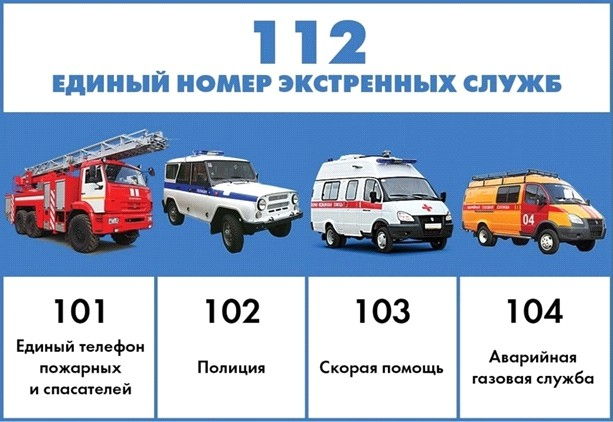 112
ЕДИНЫЙ НОМЕР ЭКСТРЕННЫХ СЛУЖБ
04
101
Единый телефон
пожарных
и спасателей
102
Полиция
103
Скорая помощь
104
Аварийная
газовая служба